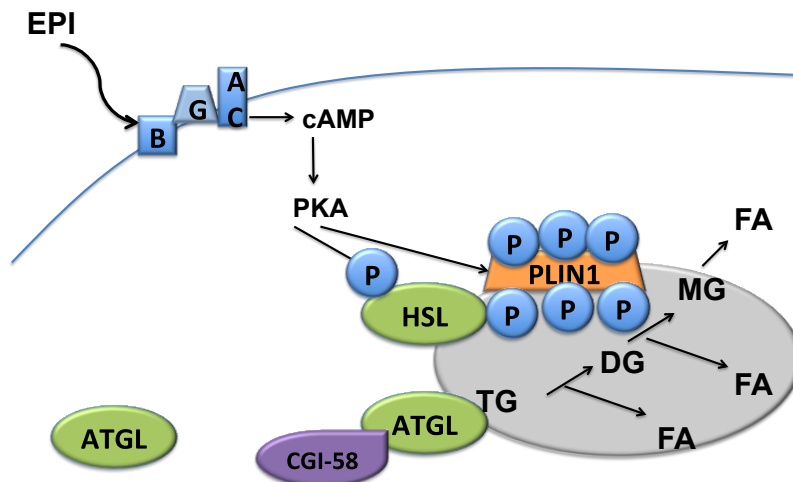 EPI
A
C
G
B
cAMP
PKA
P
HSL
P P P
PLIN1
P P P
FA
MG
DG
FA
TG
FA
ATGL
ATGL
CGI-58